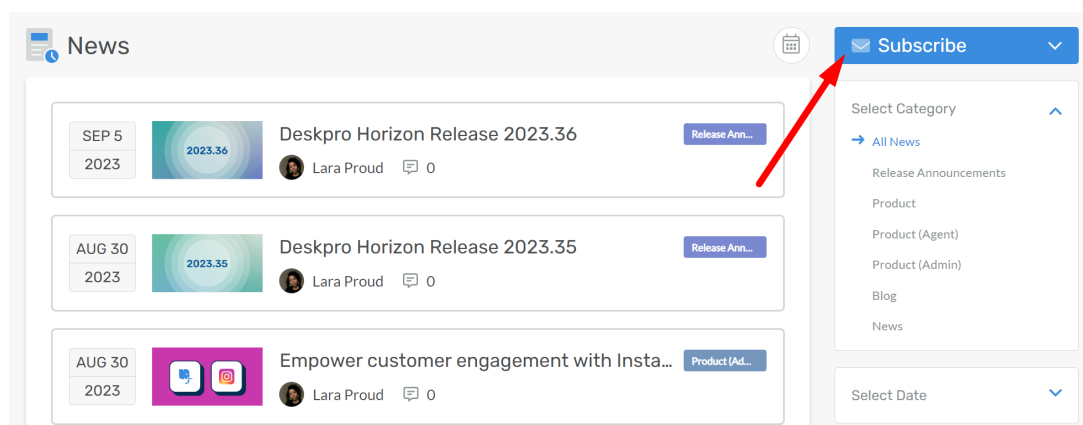 News
Subscribe
SEP 5
2023
2023.36
Deskpro Horizon Release 2023.36
Release Ann...
Lara Proud
0
AUG 30
2023
2023.35
Deskpro Horizon Release 2023.35
Release Ann...
Lara Proud
0
AUG 30
2023
Empower customer engagement with Insta...
Product (Ad...
Lara Proud
0
Select Category
All News
Release Announcements
Product
Product (Agent)
Product (Admin)
Blog
News
Select Date